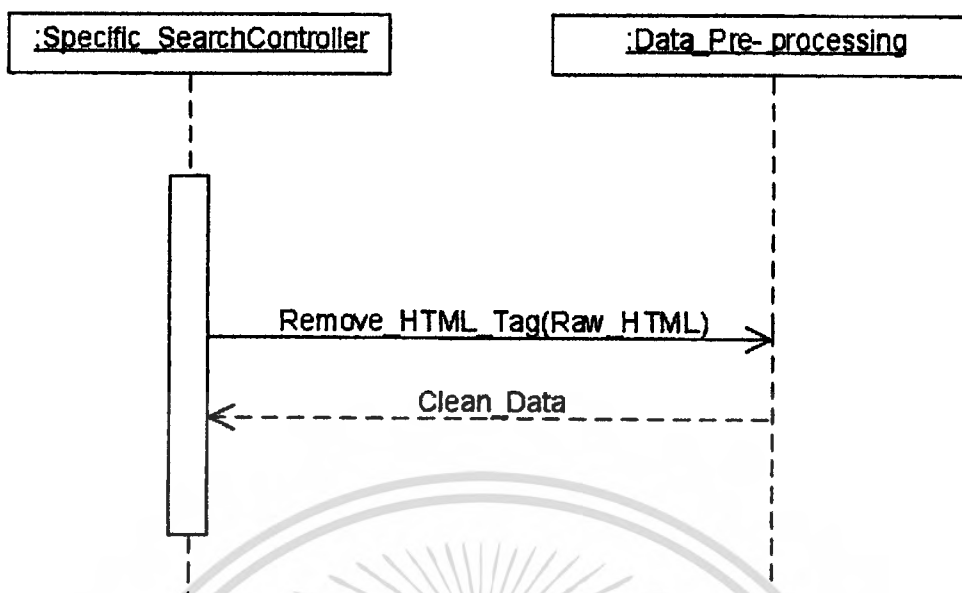 :Specific_SearchController
:Data_Pre- processing
Remove_HTML_Tag(Raw_HTML)
Clean_Data